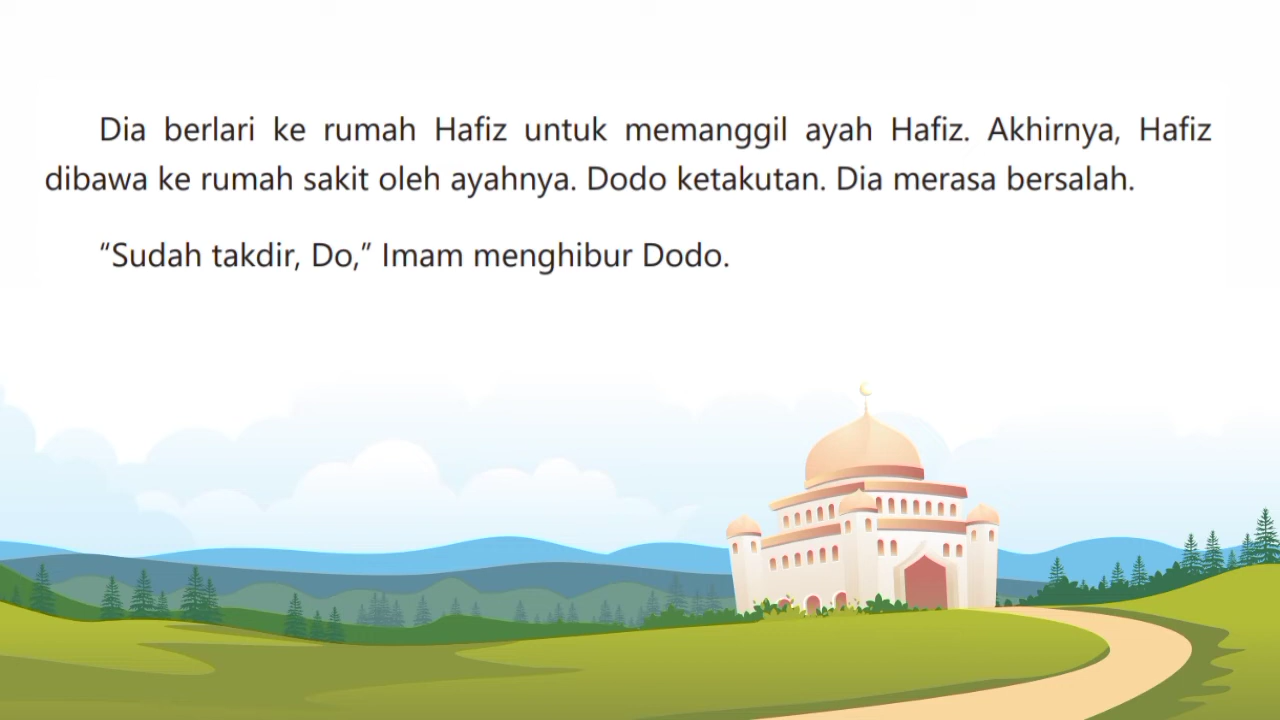 Dia berlari ke rumah Hafiz untuk memanggil ayah Hafiz. Akhirnya, Hafiz
dibawa ke rumah sakit oleh ayahnya. Dodo ketakutan. Dia merasa bersalah.
“Sudah takdir, Do,” Imam menghibur Dodo.